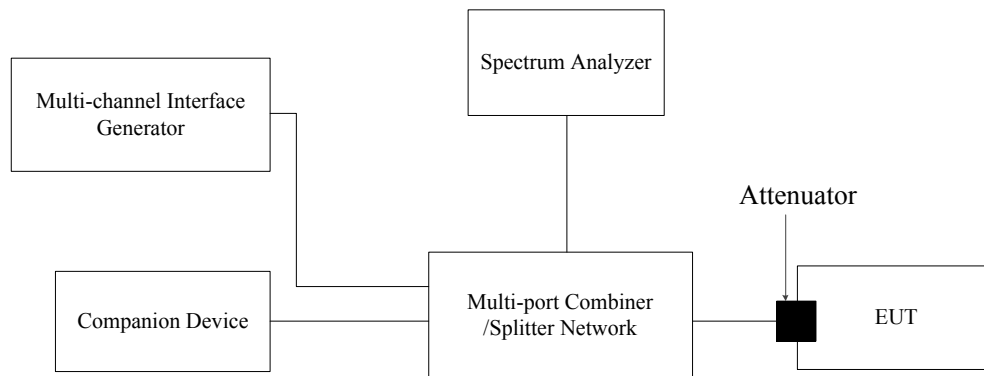 Spectrum Analyzer
Multi-channel Interface
Generator
Attenuator
Companion Device
Multi-port Combiner
/Splitter Network
EUT